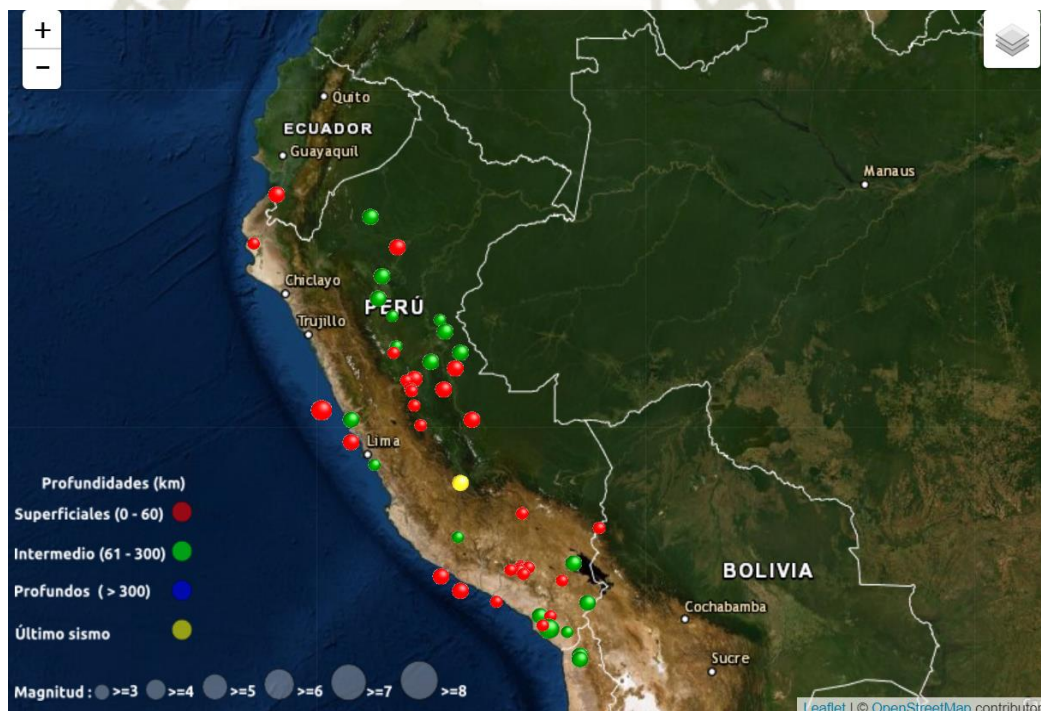 +
−
Quito
ECUADOR
Guayaquil
Manaus
Chiclayo
PERÚ
Trujillo
Lima
Profundidades (km)
Superficiales (0 - 60)
Intermedio (61 - 300)
Profundos ( > 300)
Último sismo
BOLIVIA
Cochabamba
Sucre
Magnitud : >=3 >=4 >=5 >=6 >=7 >=8
Leaflet | © OpenStreetMap contributor